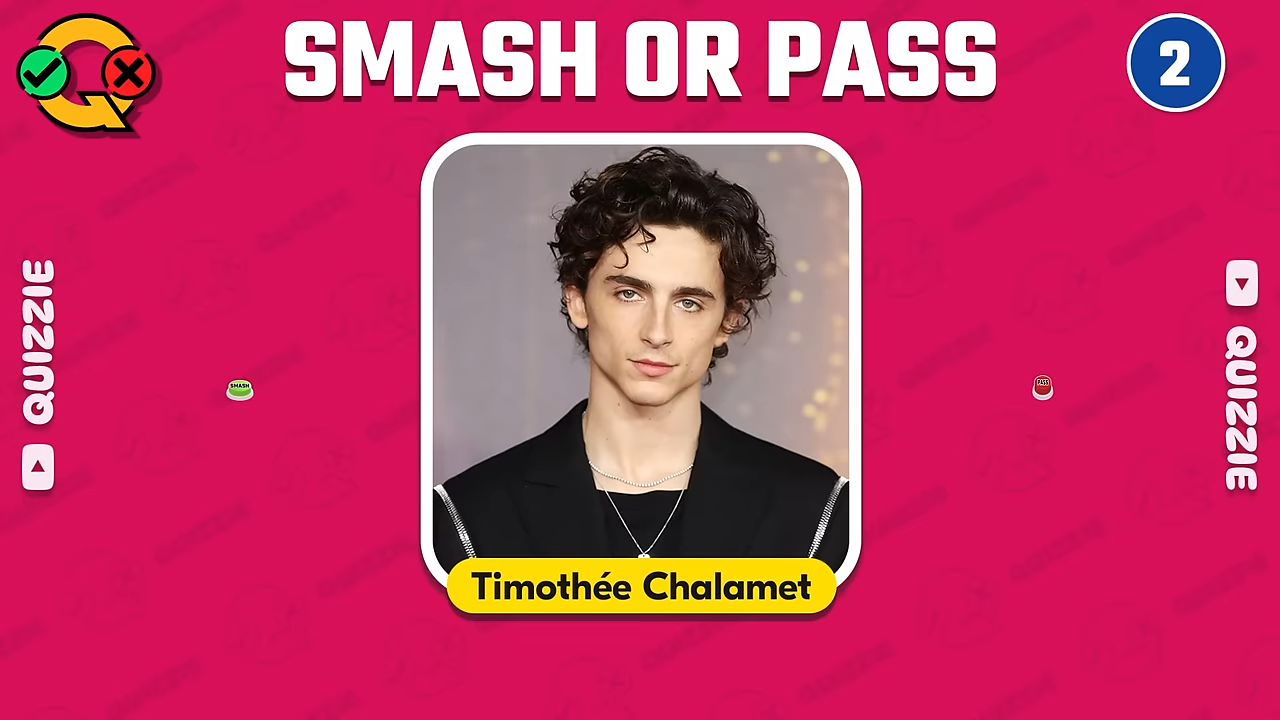 SMASH OR PASS
2
QUIZZIE
SMASH
PASS
QUIZZIE
Timothée Chalamet